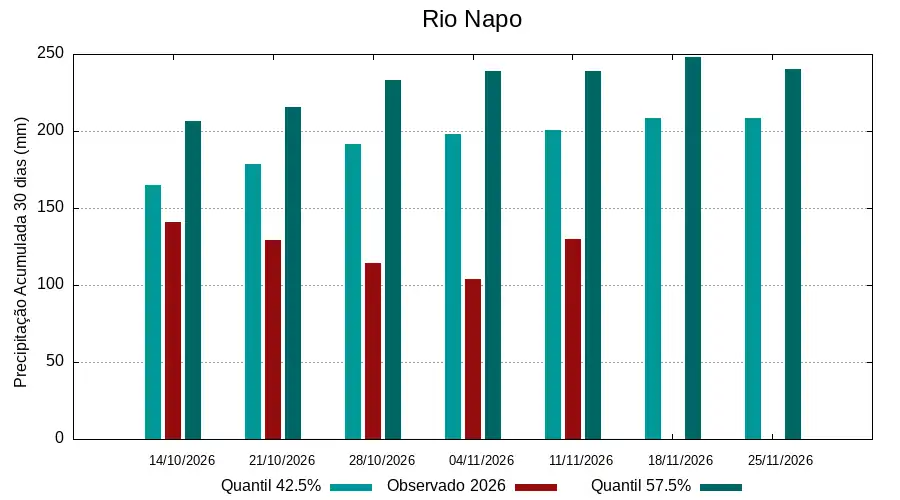 Rio Napo
Precipitação Acumulada 30 dias (mm)
250
200
150
100
50
0
14/10/2026 21/10/2026 28/10/2026 04/11/2026 11/11/2026 18/11/2026 25/11/2026
Quantil 42.5% Observado 2026 Quantil 57.5%